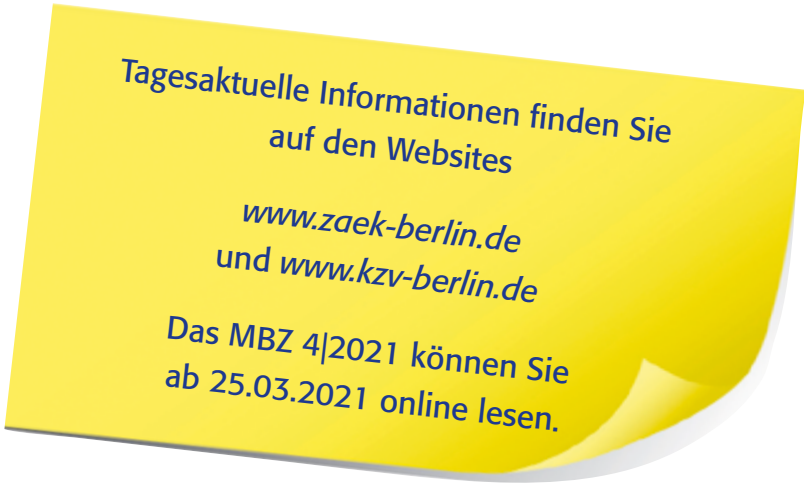 Tagesaktuelle Informationen finden Sie
auf den Websites
www.zaek-berlin.de
und www.kzv-berlin.de
Das MBZ 4|2021 können Sie
ab 25.03.2021 online lesen.